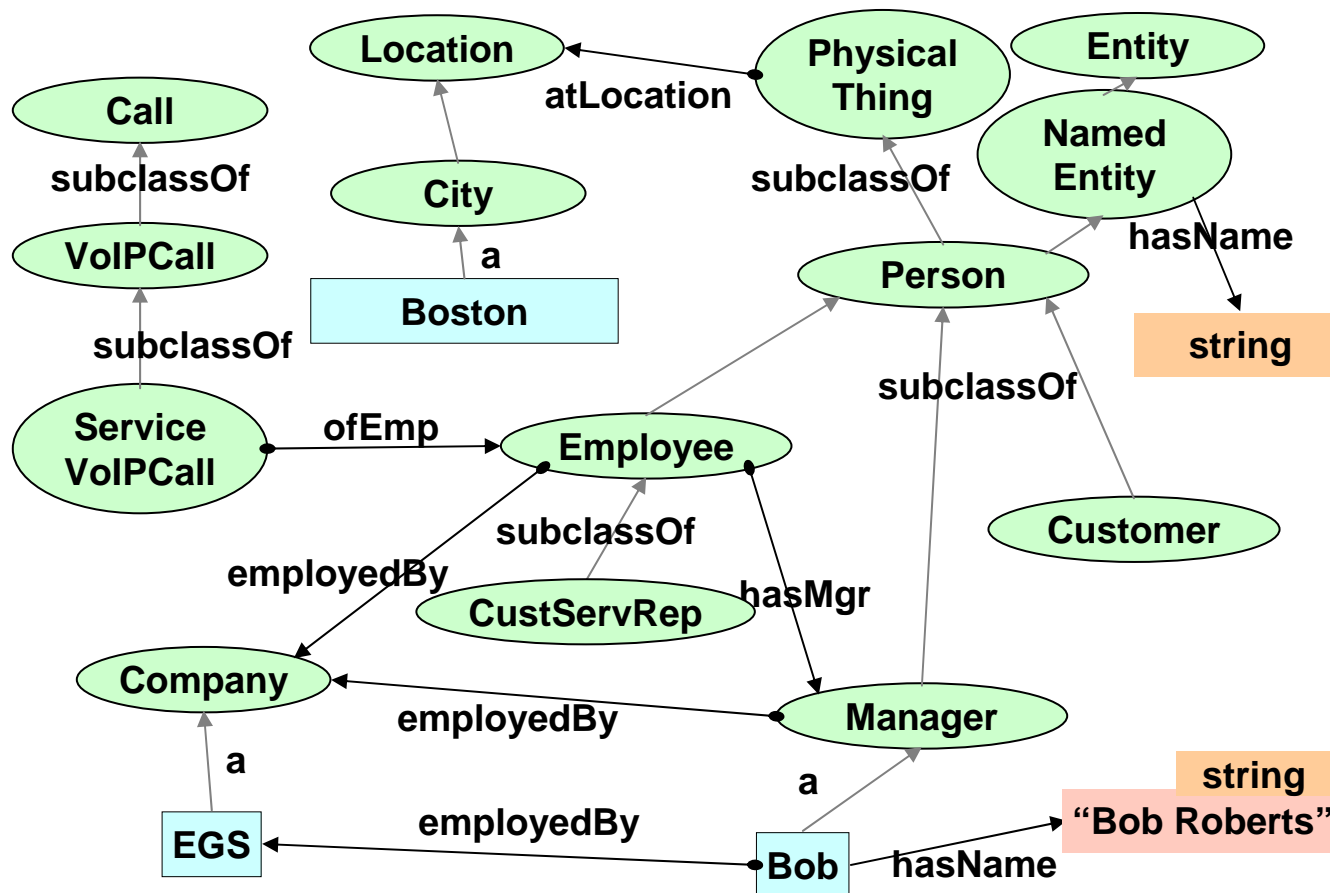 Location
Physical
Thing
Entity
atLocation
Call
Named
Entity
subclassOf
City
subclassOf
hasName
VoIPCall
a
Person
Boston
string
subclassOf
subclassOf
Service
VoIPCall
ofEmp
Employee
Customer
subclassOf
employedBy
hasMgr
CustServRep
Company
employedBy
Manager
a
a
string
employedBy
“Bob Roberts”
EGS
Bob
hasName